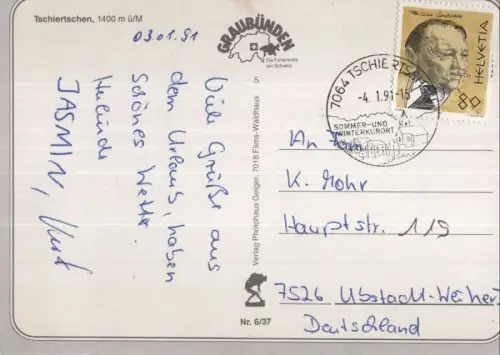 Tschiertschen, 1400 m ü/M
03.01.91
Viele Grüße aus
dem Urlaub, haben
Schönes Wetter.
JASMIN,
GRAUBÜNDEN
Die Ferienecke
der Schweiz
S
Verlag Photohaus Geiger, 7018 Flims-Waldhaus
Nr. 6/37
HELVETIA
80
7064 TSCHIERTSCHEN
-4.1.91-15
SOMMER-UND
WINTERKURORT
An Fam.
K. Mohr
Hauptstr. 119
7526 Ubstadt-Weiher
Deutschland